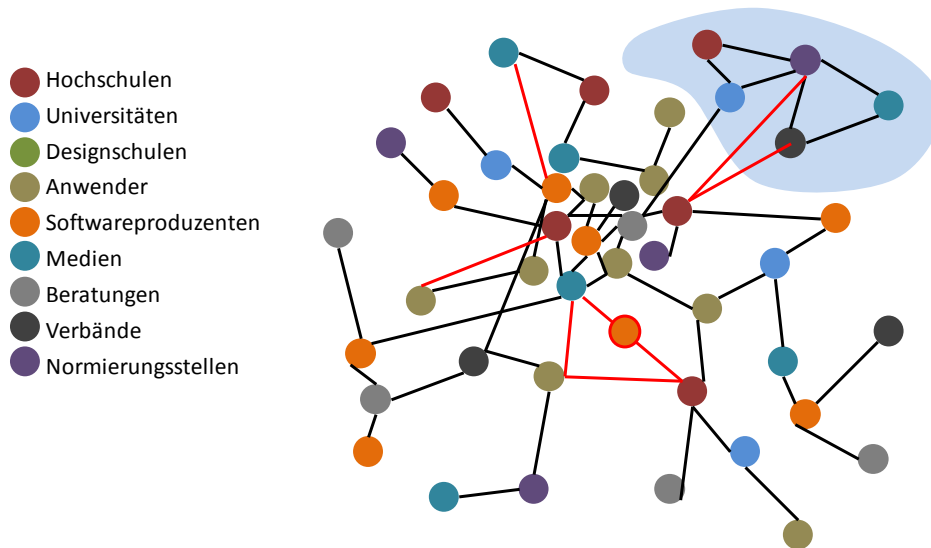 Hochschulen
Universitäten
Designschulen
Anwender
Softwareproduzenten
Medien
Beratungen
Verbände
Normierungsstellen